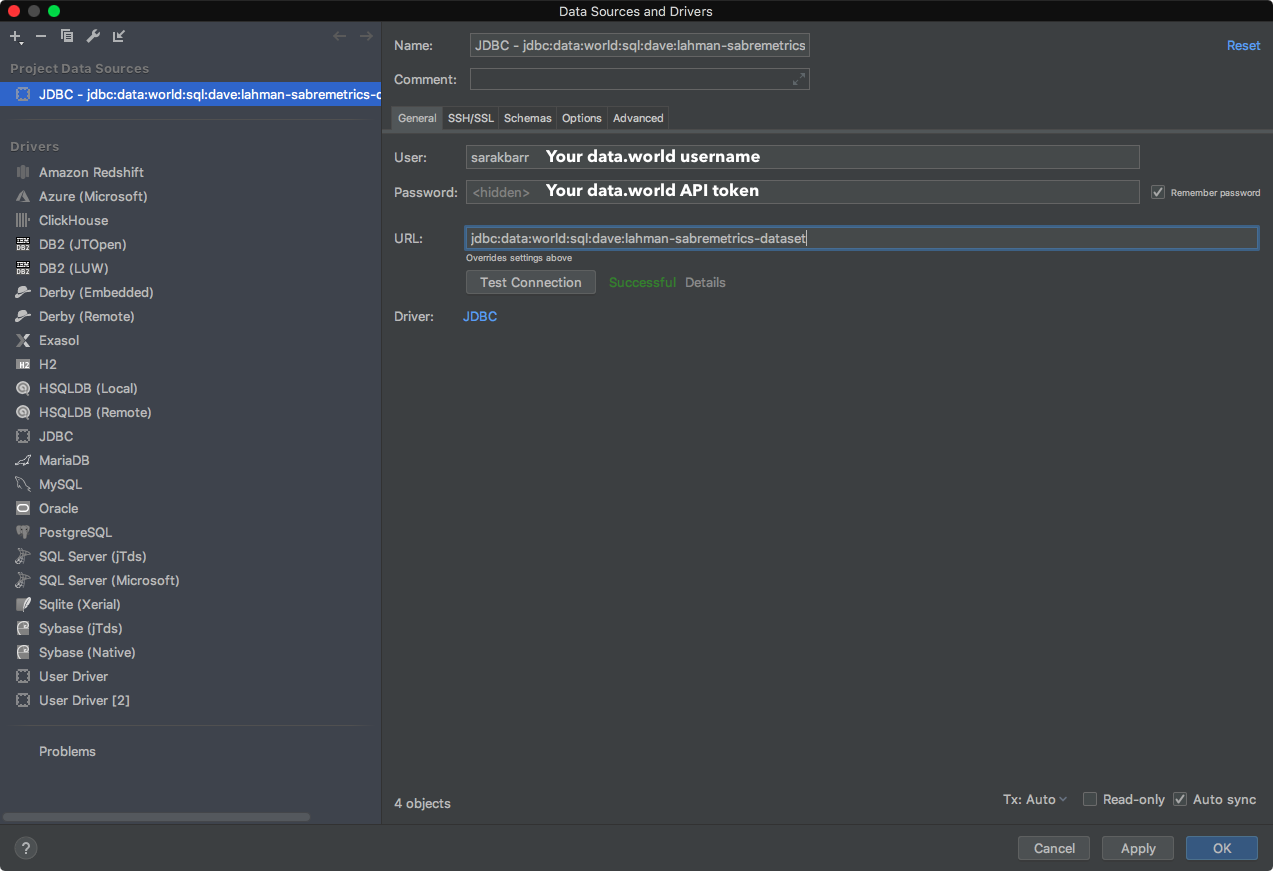 Data Sources and Drivers
Project Data Sources
JDBC - jdbc:data:world:sql:dave:lahman-sabremetrics-d
Drivers
Amazon Redshift
Azure (Microsoft)
ClickHouse
IBM DB2 DB2 (JTOpen)
IBM DB2 DB2 (LUW)
Derby (Embedded)
Derby (Remote)
Exasol
H2 H2
HSQLDB (Local)
HSQLDB (Remote)
JDBC
MariaDB
MySQL
Oracle
PostgreSQL
SQL Server (jTds)
SQL Server (Microsoft)
Sqlite (Xerial)
Sybase (jTds)
Sybase (Native)
User Driver
User Driver [2]
Problems
Name: JDBC - jdbc:data:world:sql:dave:lahman-sabremetrics Reset
Comment:
General SSH/SSL Schemas Options Advanced
User: sarakbarr Your data.world username
Password: <hidden> Your data.world API token Remember password
URL: jdbc:data:world:sql:dave:lahman-sabremetrics-dataset
Overrides settings above
Test Connection Successful Details
Driver: JDBC
4 objects Tx: Auto Read-only Auto sync
? Cancel Apply OK